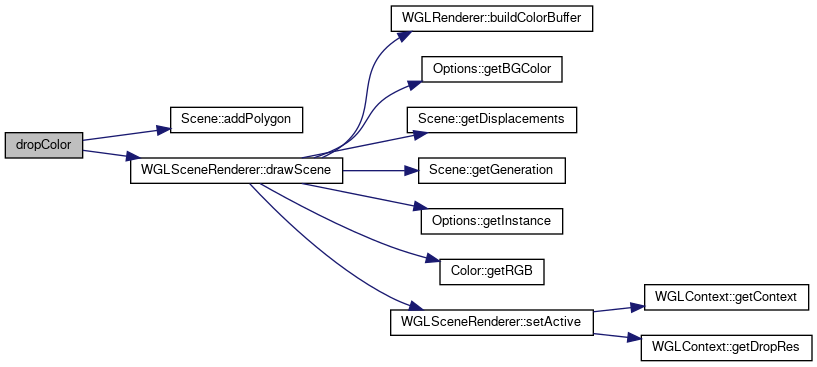 WGLRenderer::buildColorBuffer
Options::getBGColor
Scene::addPolygon
Scene::getDisplacements
dropColor
WGLSceneRenderer::drawScene
Scene::getGeneration
Options::getInstance
Color::getRGB
WGLContext::getContext
WGLSceneRenderer::setActive
WGLContext::getDropRes